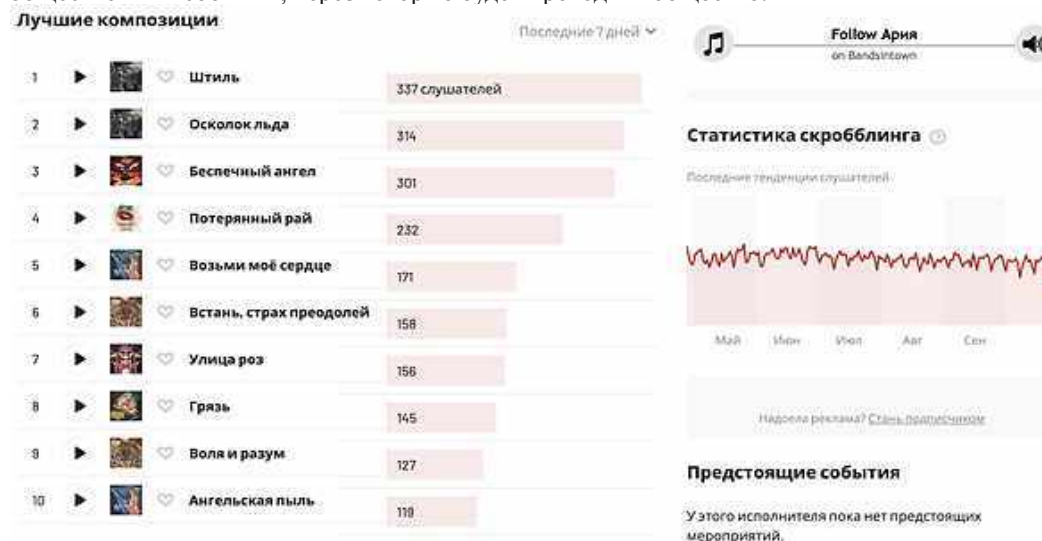 Лучшие композиции
Последние 7 дней
1 Штиль 337 слушателей
2 Осколок льда 314
3 Беспечный ангел 301
4 Потерянный рай 232
5 Возьми моё сердце 171
6 Встань, страх преодолей 158
7 Улица роз 156
8 Грязь 145
9 Воля и разум 127
10 Ангельская пыль 119
Follow Ария
on Bandsintown
Статистика скробблинга
Последние тенденции слушателей
Май Июн Июл Авг Сен
Надоела реклама? Стань подписчиком
Предстоящие события
У этого исполнителя пока нет предстоящих
мероприятий.